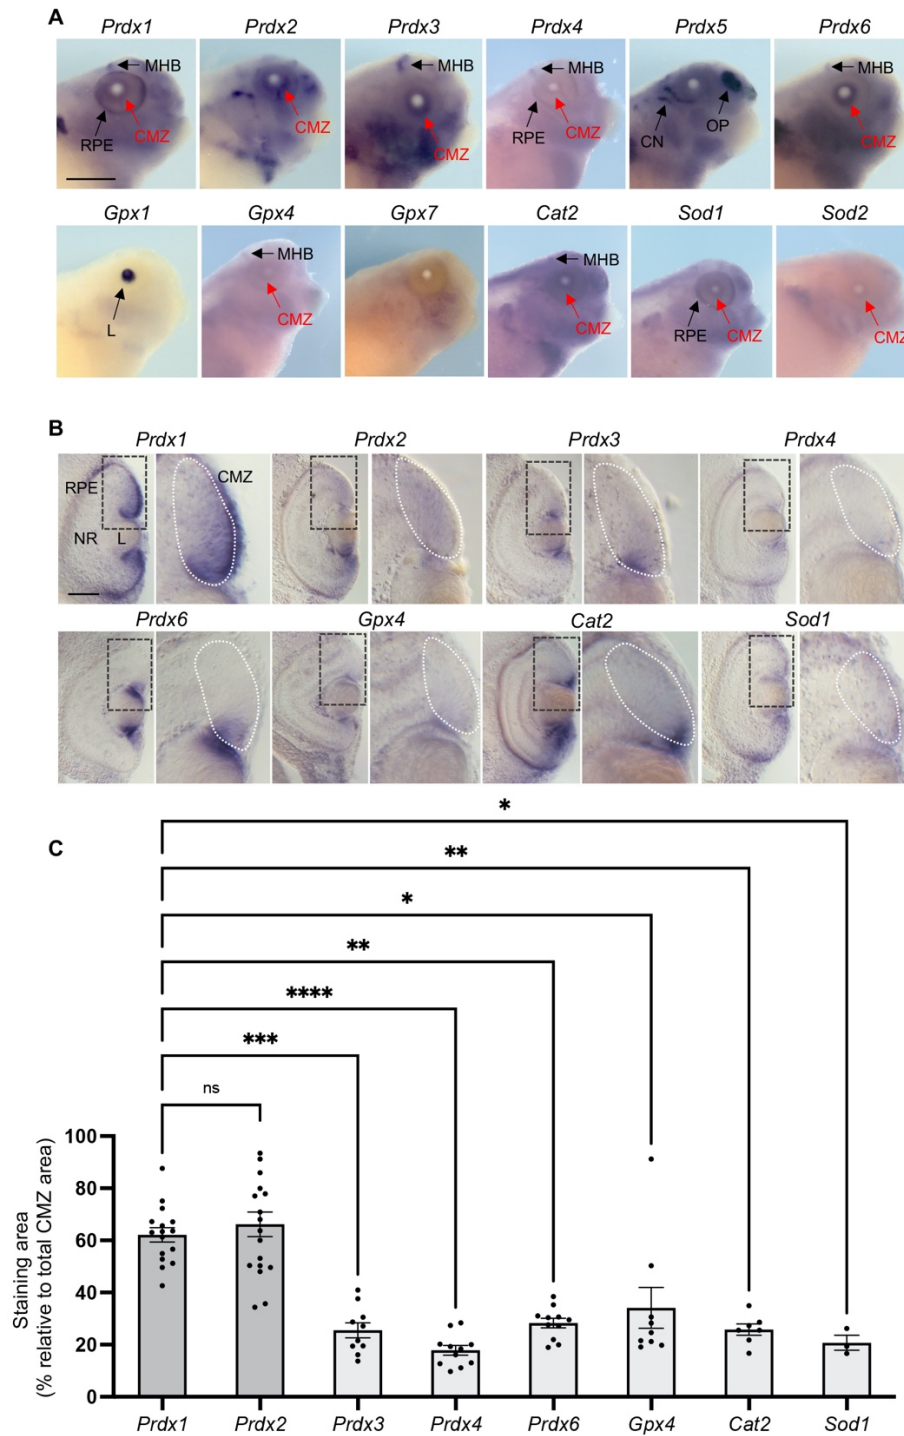 A
Prdx1 Prdx2 Prdx3 Prdx4 Prdx5 Prdx6
MHB RPE CMZ
CMZ
MHB CMZ
MHB RPE CMZ
CN OP
MHB CMZ
Gpx1 Gpx4 Gpx7 Cat2 Sod1 Sod2
L
MHB CMZ
MHB CMZ
RPE CMZ
CMZ
B
Prdx1 Prdx2 Prdx3 Prdx4
RPE CMZ
NR L
Prdx6 Gpx4 Cat2 Sod1
C
*
**
*
**
****
***
ns
Staining area
(% relative to total CMZ area)
100
80
60
40
20
0
Prdx1 Prdx2 Prdx3 Prdx4 Prdx6 Gpx4 Cat2 Sod1